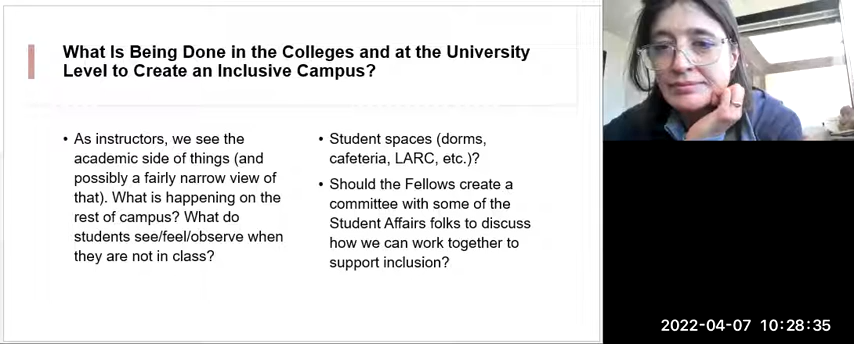 What Is Being Done in the Colleges and at the University
Level to Create an Inclusive Campus?
• As instructors, we see the
academic side of things (and
possibly a fairly narrow view of
that). What is happening on the
rest of campus? What do
students see/feel/observe when
they are not in class?
• Student spaces (dorms,
cafeteria, LARC, etc.)?
• Should the Fellows create a
committee with some of the
Student Affairs folks to discuss
how we can work together to
support inclusion?
2022-04-07 10:28:35